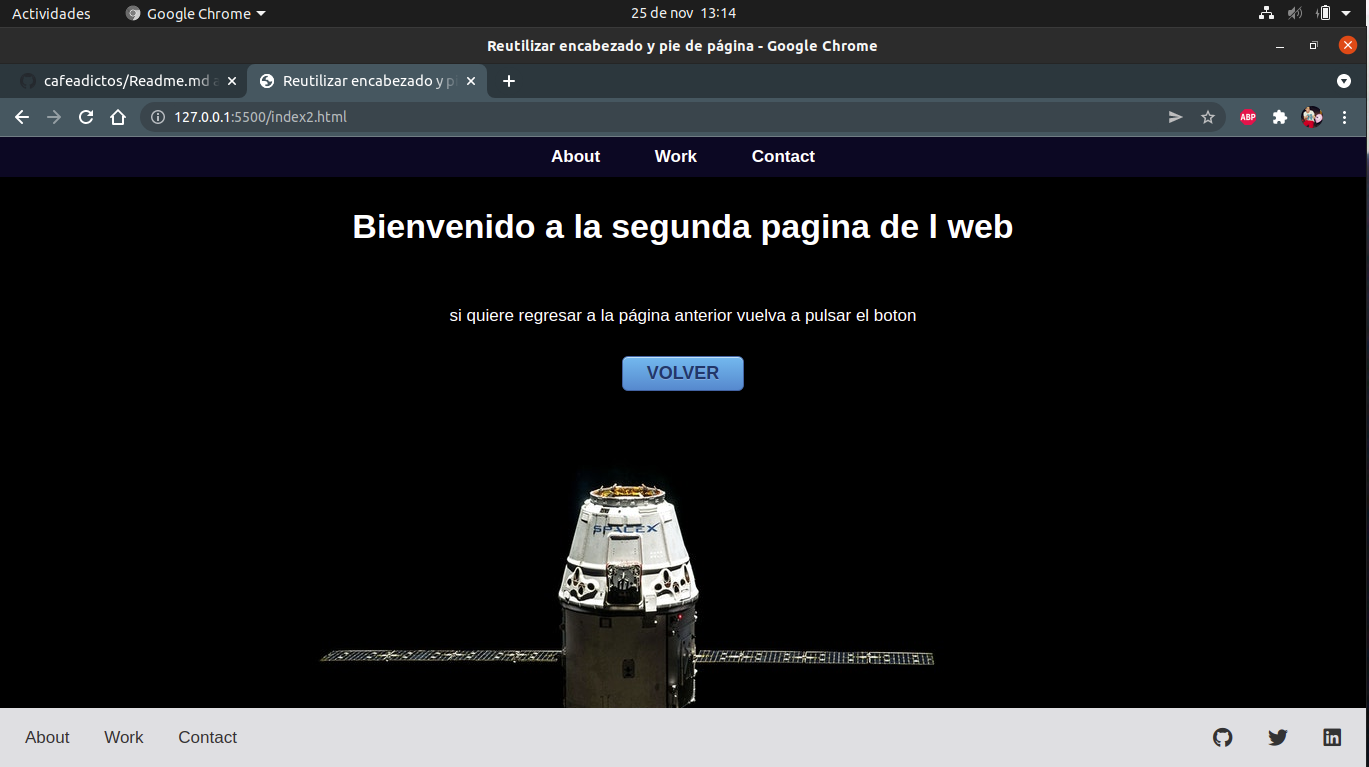 Actividades Google Chrome 25 de nov 13:14
Reutilizar encabezado y pie de página - Google Chrome
cafeadictos/Readme.md Reutilizar encabezado y pi
127.0.0.1:5500/index2.html ABP
About Work Contact
Bienvenido a la segunda pagina de l web
si quiere regresar a la página anterior vuelva a pulsar el boton
VOLVER
SPACEX
About Work Contact